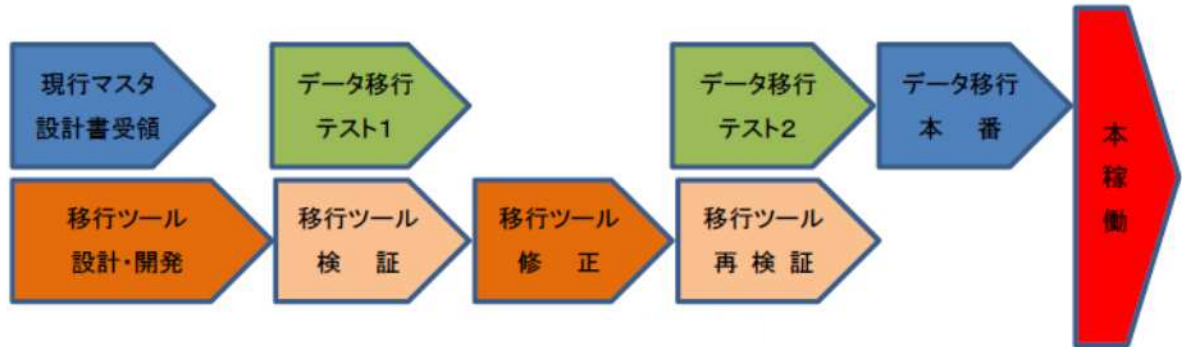 現行マスタ
設計書受領
データ移行
テスト1
データ移行
テスト2
データ移行
本 番
移行ツール
設計・開発
移行ツール
検 証
移行ツール
修 正
移行ツール
再 検 証
本
稼
働